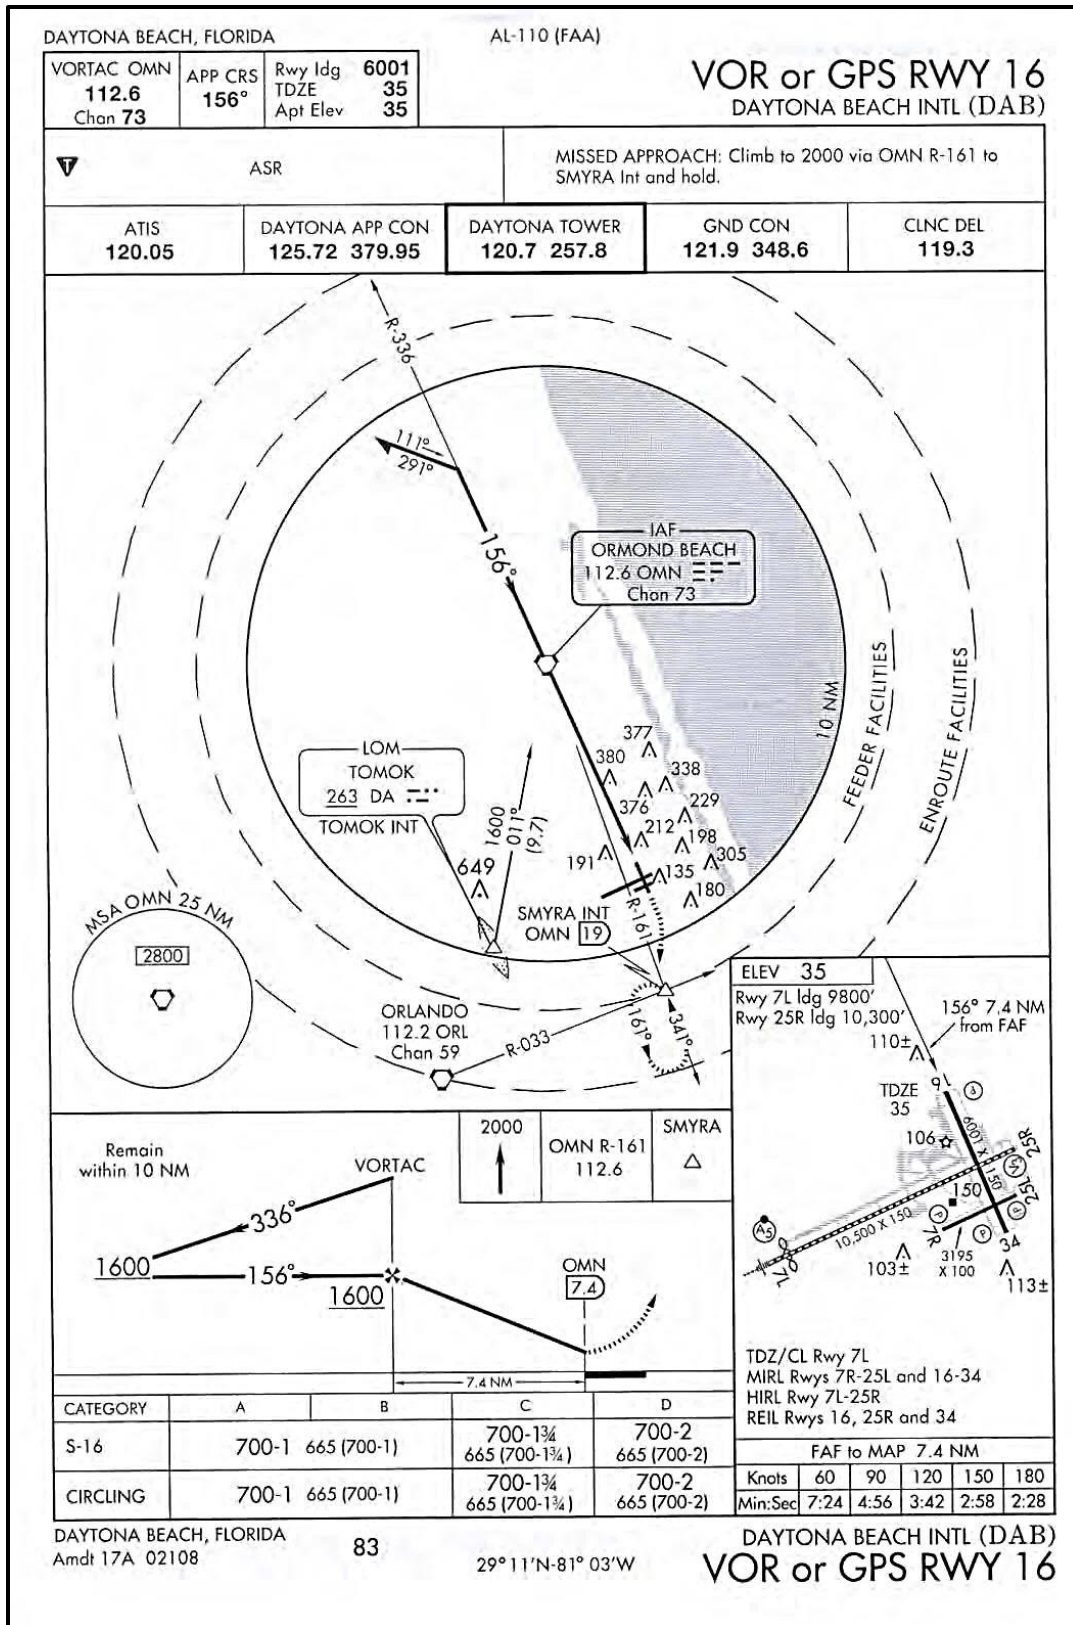 DAYTONA BEACH, FLORIDA
AL-110 (FAA)
VOR or GPS RWY 16
DAYTONA BEACH INTL (DAB)
VORTAC OMN
112.6
Chan 73
APP CRS
156°
Rwy ldg 6001
TDZE 35
Apt Elev 35
T
ASR
MISSED APPROACH: Climb to 2000 via OMN R-161 to
SMYRA Int and hold.
ATIS
120.05
DAYTONA APP CON
125.72 379.95
DAYTONA TOWER
120.7 257.8
GND CON
121.9 348.6
CLNC DEL
119.3
R-336
111°
291°
156°
IAF
ORMOND BEACH
112.6 OMN
Chan 73
10 NM
FEEDER FACILITIES
ENROUTE FACILITIES
LOM
TOMOK
263 DA
TOMOK INT
1600
011°
(9.7)
649
377
380
338
376
229
212
198
191
305
135
180
SMYRA INT
OMN 19
R-161
MSA OMN 25 NM
2800
ORLANDO
112.2 ORL
Chan 59
R-033
161°
341°
ELEV 35
Rwy 7L ldg 9800'
Rwy 25R ldg 10,300'
156° 7.4 NM
from FAF
110±
16
P
TDZE
35
106
6001 X 150
25R
V3
150
25L
P
P
P
A5
10,500 X 150
7R
34
7L
103±
3195
X 100
113±
TDZ/CL Rwy 7L
MIRL Rwys 7R-25L and 16-34
HIRL Rwy 7L-25R
REIL Rwys 16, 25R and 34
Remain
within 10 NM
VORTAC
2000
OMN R-161
112.6
SMYRA
336°
1600
156°
1600
OMN
7.4
7.4 NM
CATEGORY A B C D
S-16 700-1 665 (700-1) 700-1¾ 700-2
665 (700-1¾) 665 (700-2)
CIRCLING 700-1 665 (700-1) 700-1¾ 700-2
665 (700-1¾) 665 (700-2)
FAF to MAP 7.4 NM
Knots 60 90 120 150 180
Min:Sec 7:24 4:56 3:42 2:58 2:28
DAYTONA BEACH, FLORIDA
Amdt 17A 02108
83
29°11'N-81° 03'W
DAYTONA BEACH INTL (DAB)
VOR or GPS RWY 16